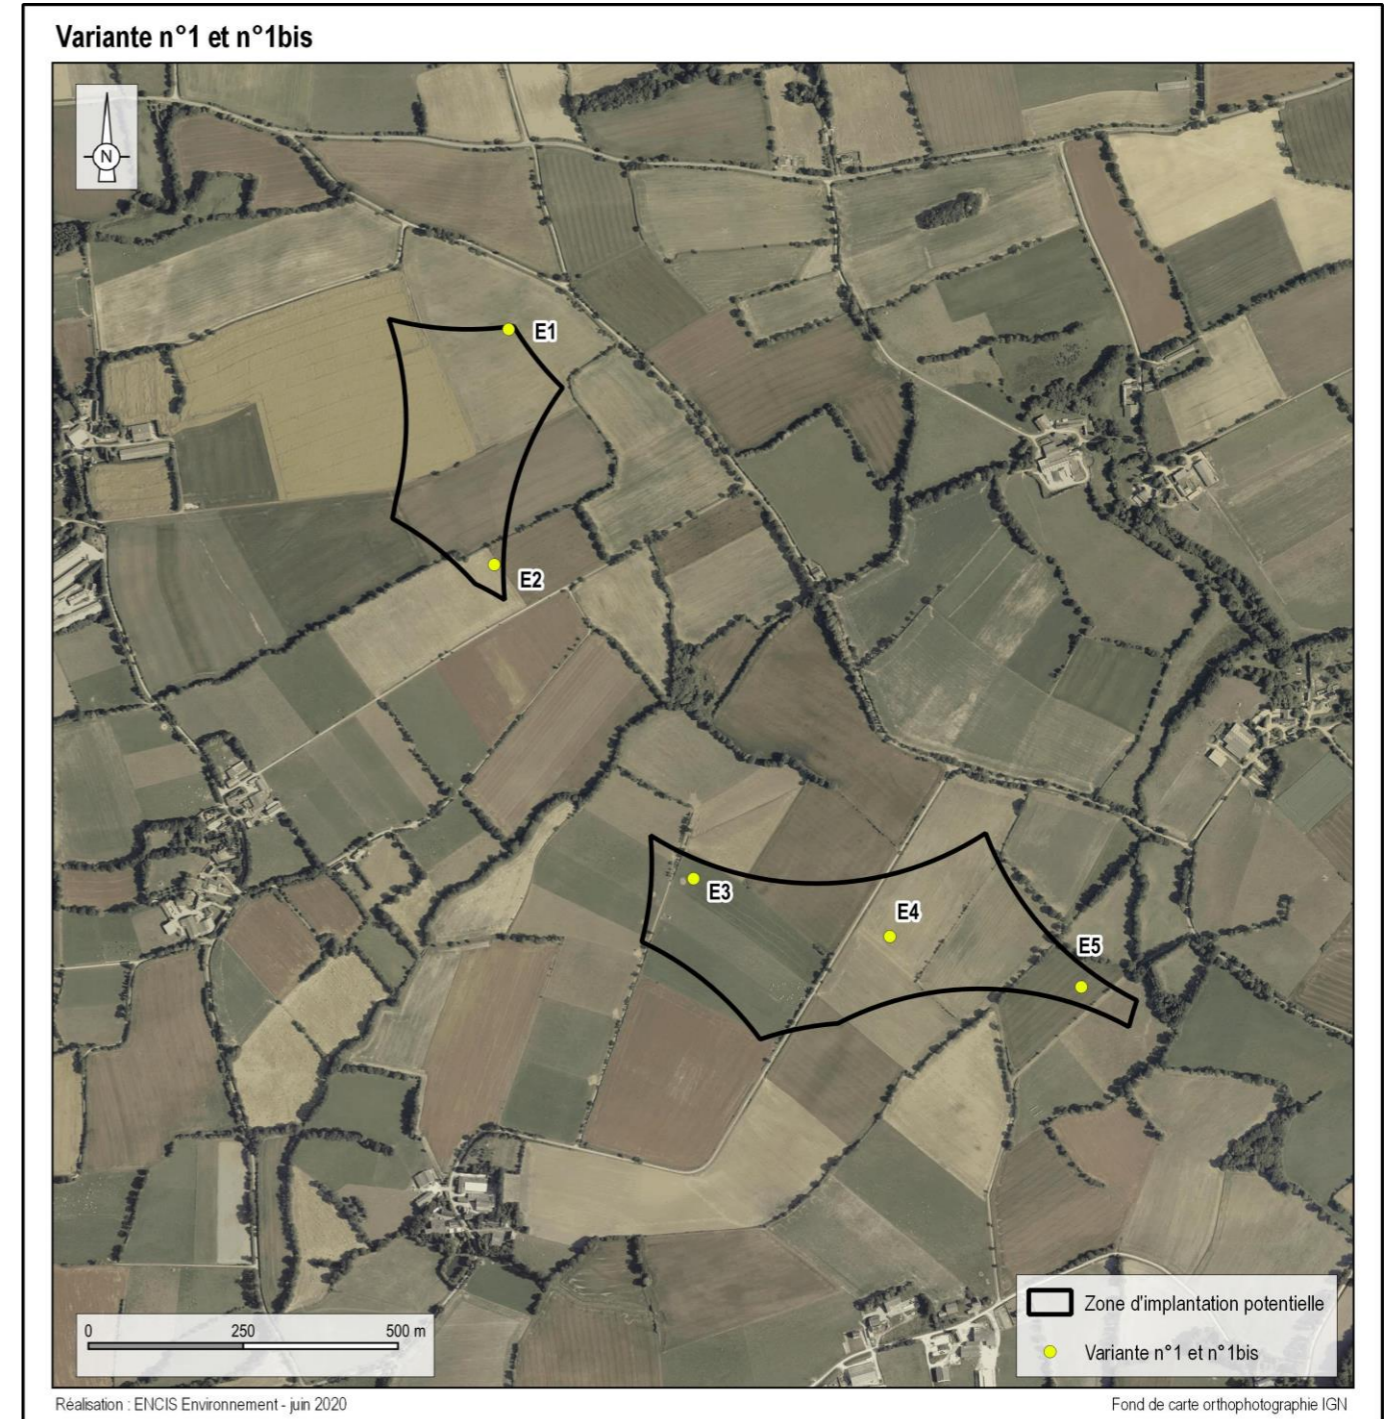 Variante n°1 et n°1bis
N
E1
E2
E3
E4
E5
0 250 500 m
Zone d'implantation potentielle
Variante n°1 et n°1bis
Réalisation : ENCIS Environnement - juin 2020
Fond de carte orthophotographie IGN